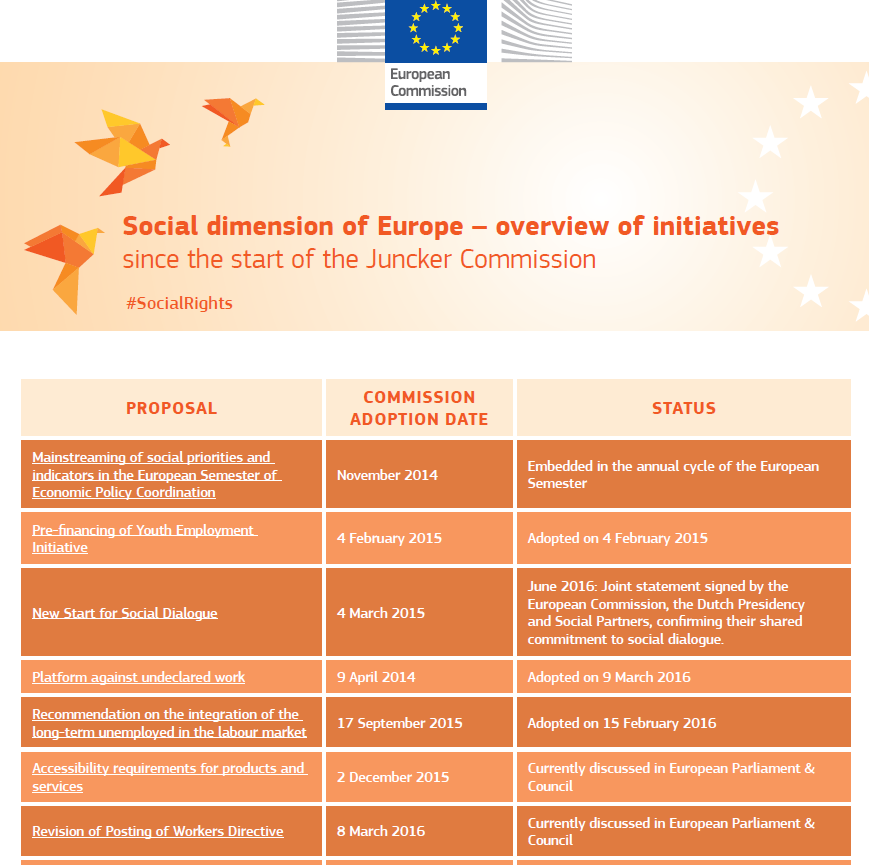 European
Commission
Social dimension of Europe – overview of initiatives
since the start of the Juncker Commission
#SocialRights
PROPOSAL
COMMISSION
ADOPTION DATE
STATUS
Mainstreaming of social priorities and
indicators in the European Semester of
Economic Policy Coordination
November 2014
Embedded in the annual cycle of the European
Semester
Pre-financing of Youth Employment
Initiative
4 February 2015
Adopted on 4 February 2015
New Start for Social Dialogue
4 March 2015
June 2016: Joint statement signed by the
European Commission, the Dutch Presidency
and Social Partners, confirming their shared
commitment to social dialogue.
Platform against undeclared work
9 April 2014
Adopted on 9 March 2016
Recommendation on the integration of the
long-term unemployed in the labour market
17 September 2015
Adopted on 15 February 2016
Accessibility requirements for products and
services
2 December 2015
Currently discussed in European Parliament &
Council
Revision of Posting of Workers Directive
8 March 2016
Currently discussed in European Parliament &
Council